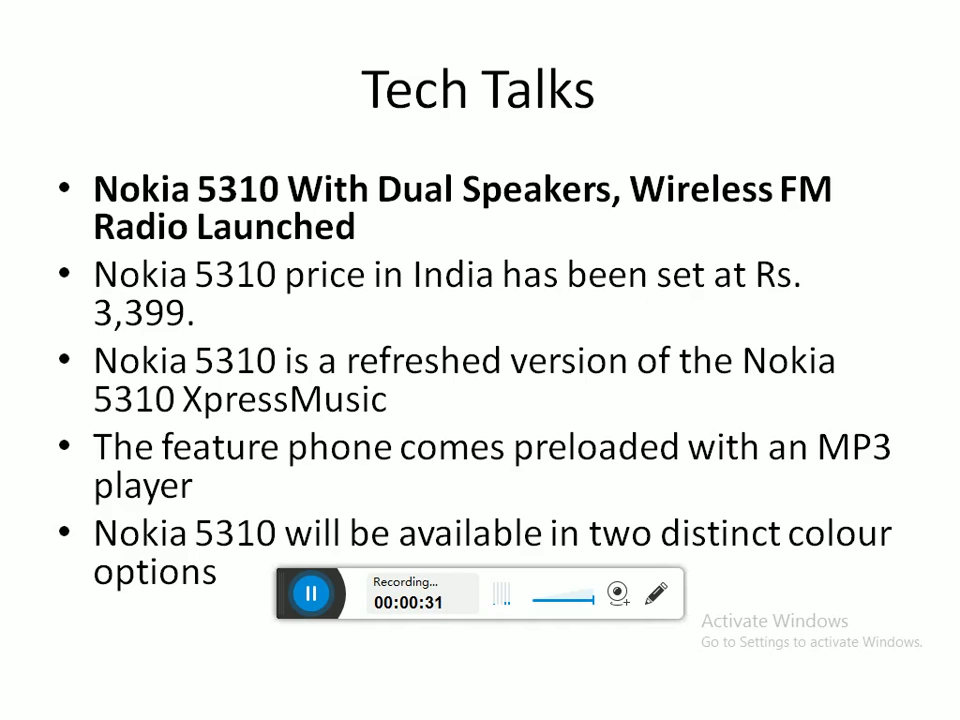 Tech Talks
• Nokia 5310 With Dual Speakers, Wireless FM
Radio Launched
• Nokia 5310 price in India has been set at Rs.
3,399.
• Nokia 5310 is a refreshed version of the Nokia
5310 XpressMusic
• The feature phone comes preloaded with an MP3
player
• Nokia 5310 will be available in two distinct colour
options
Recording...
00:00:31
Activate Windows
Go to Settings to activate Windows.